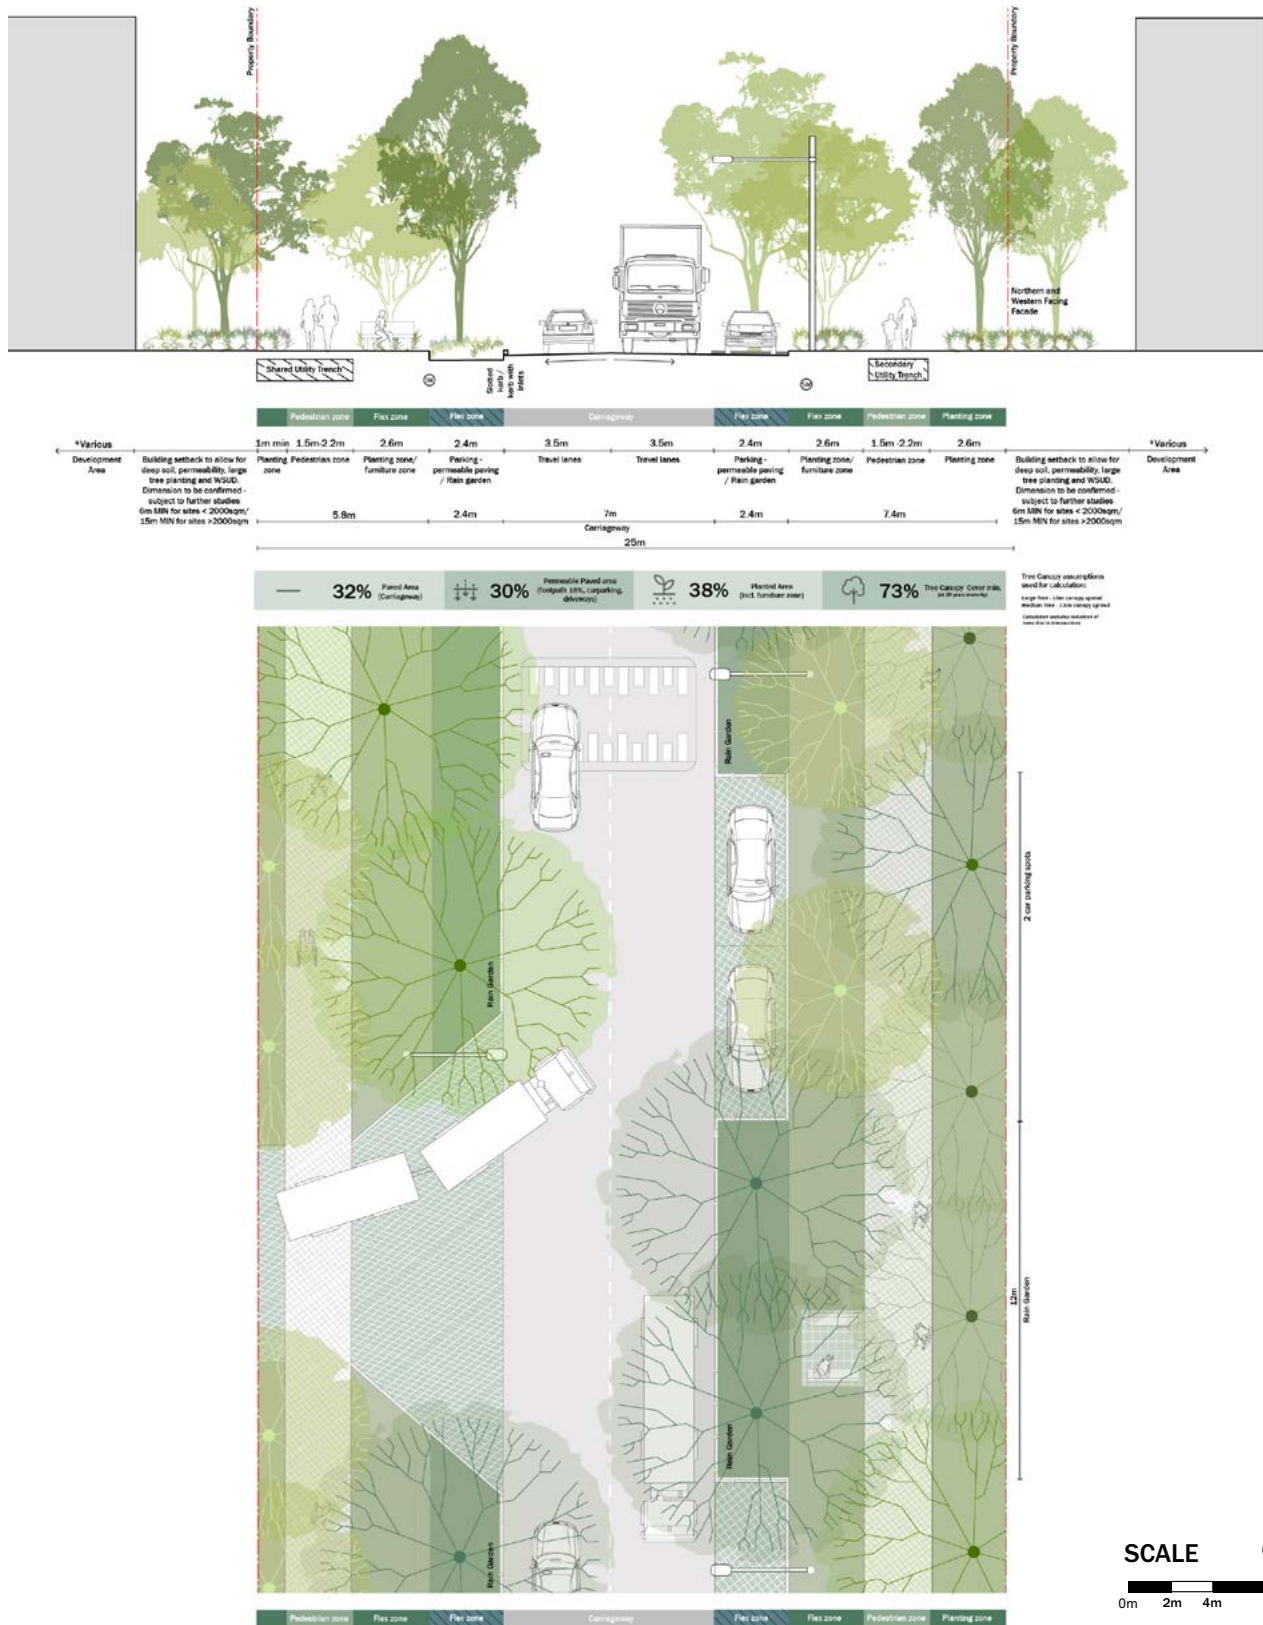 Property Boundary
Property Boundary
Northern and
Western Facing
Facade
Shared Utility Trench
SW
Slotted
kerb /
kerb with
inlets
SW
Secondary
Utility Trench
Pedestrian zone
Flex zone
Flex zone
Carriageway
Flex zone
Flex zone
Pedestrian zone
Planting zone
*Various
1m min
1.5m-2.2m
2.6m
2.4m
3.5m
3.5m
2.4m
2.6m
1.5m -2.2m
2.6m
*Various
Development
Area
Building setback to allow for
deep soil, permeability, large
tree planting and WSUD.
Dimension to be confirmed -
subject to further studies
6m MIN for sites < 2000sqm/
15m MIN for sites >2000sqm
Planting
zone
Pedestrian zone
Planting zone/
furniture zone
Parking -
permeable paving
/ Rain garden
Travel lanes
Travel lanes
Parking -
permeable paving
/ Rain garden
Planting zone/
furniture zone
Pedestrian zone
Planting zone
Building setback to allow for
deep soil, permeability, large
tree planting and WSUD.
Dimension to be confirmed -
subject to further studies
6m MIN for sites < 2000sqm/
15m MIN for sites >2000sqm
Development
Area
5.8m
2.4m
7m
2.4m
7.4m
Carriageway
25m
32%
Paved Area
(Carriageway)
30%
Permeable Paved area
(footpath 16%, carparking,
driveways)
38%
Planted Area
(incl. furniture zone)
73%
Tree Canopy Cover min.
Tree Canopy assumptions
used for calculation:
Rain Garden
2 car parking spots
Rain Garden
12m
Rain Garden
Rain Garden
Rain Garden
SCALE
0m 2m 4m
Pedestrian zone
Flex zone
Flex zone
Carriageway
Flex zone
Flex zone
Pedestrian zone
Planting zone